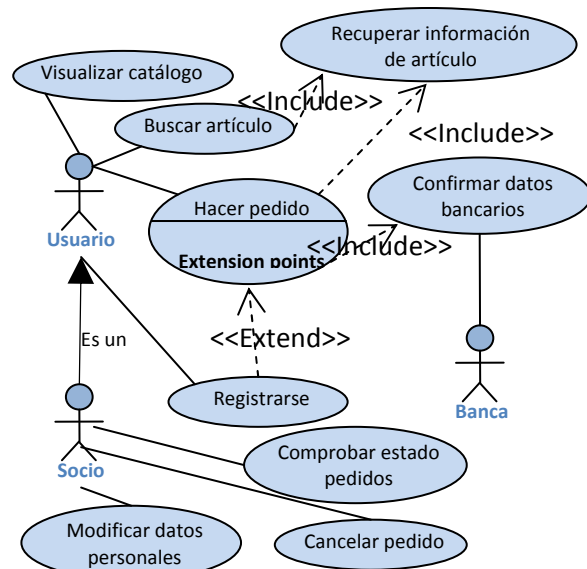 Recuperar información
de artículo
Visualizar catálogo
<<Include>>
Buscar artículo
<<Include>>
Confirmar datos
bancarios
Hacer pedido
Usuario
<<Include>>
Extension points
Es un
<<Extend>>
Registrarse
Banca
Socio
Comprobar estado
pedidos
Modificar datos
personales
Cancelar pedido